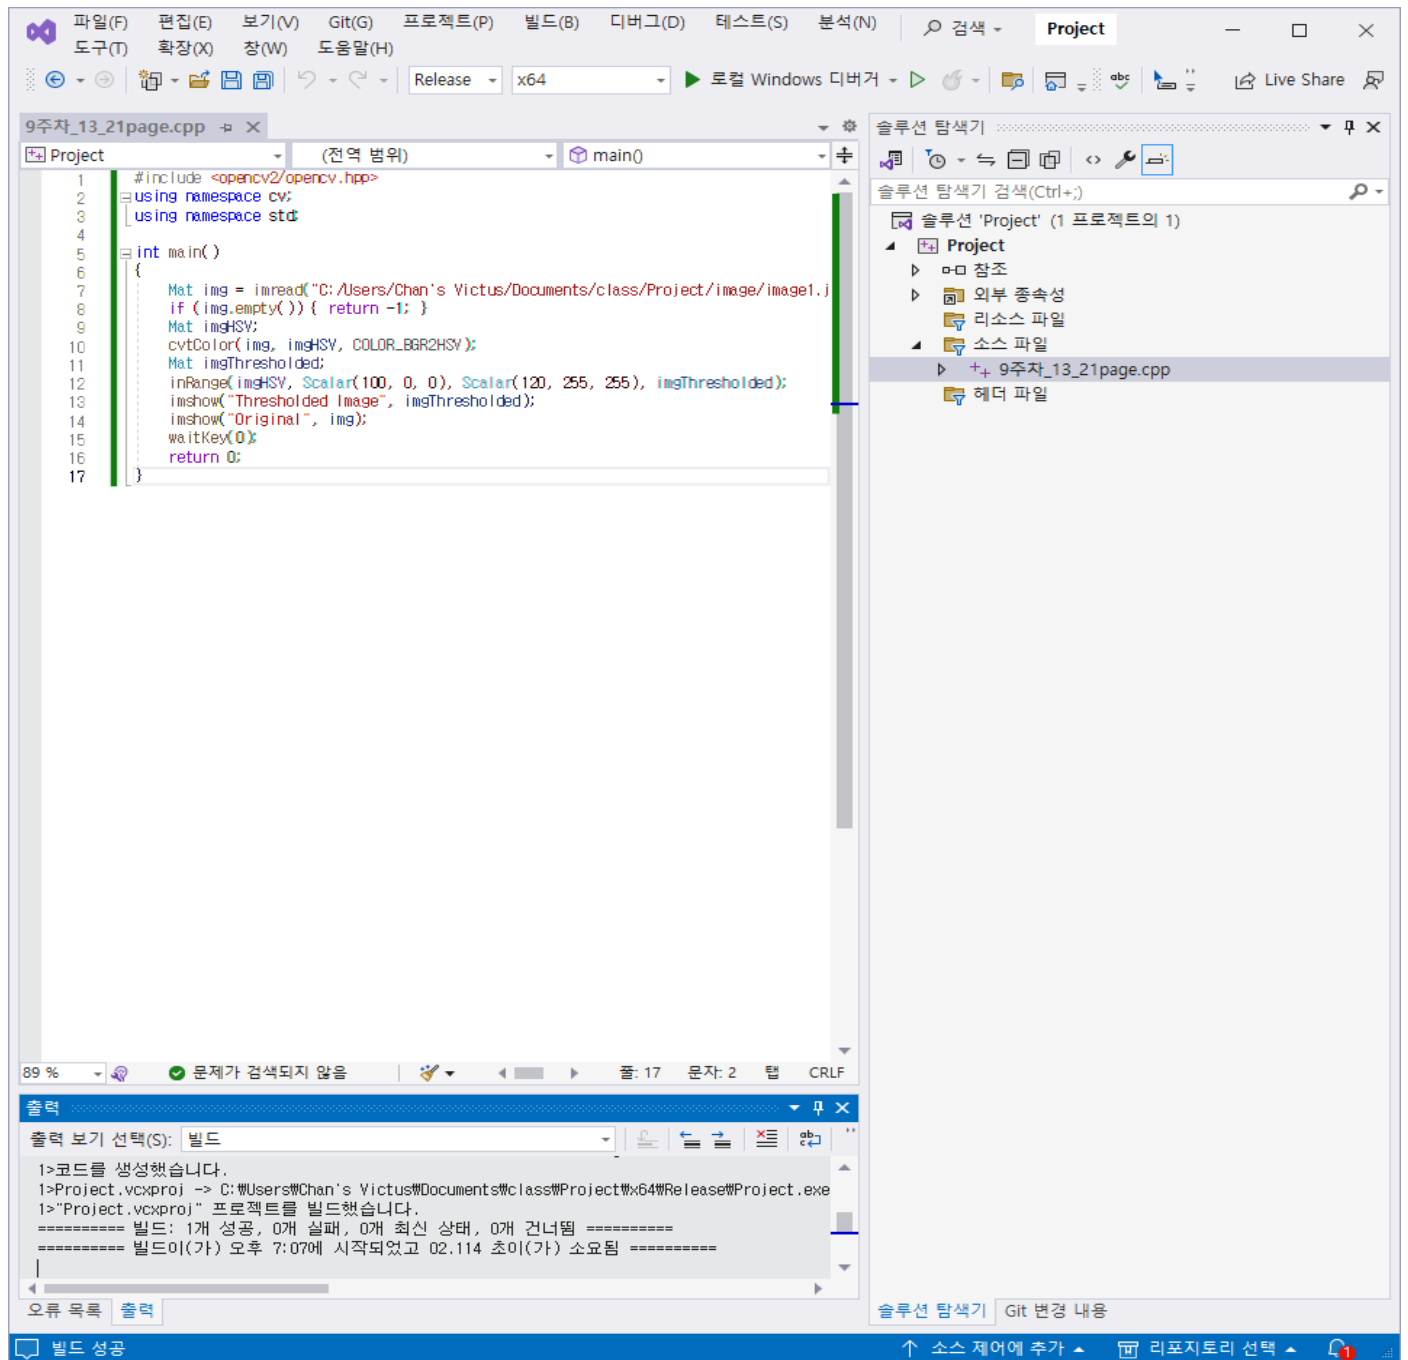 파일(F) 편집(E) 보기(V) Git(G) 프로젝트(P) 빌드(B) 디버그(D) 테스트(S) 분석(N) 검색 Project
도구(T) 확장(X) 창(W) 도움말(H)
Release x64 로컬 Windows 디버거 Live Share
9주차_13_21page.cpp
Project (전역 범위) main()
1 #include <opencv2/opencv.hpp>
2 using namespace cv;
3 using namespace std;
4
5 int main()
6 {
7 Mat img = imread("C:/Users/Chan's Victus/Documents/class/Project/image/image1.j
8 if (img.empty()) { return -1; }
9 Mat imgHSV;
10 cvtColor(img, imgHSV, COLOR_BGR2HSV);
11 Mat imgThresholded;
12 inRange(imgHSV, Scalar(100, 0, 0), Scalar(120, 255, 255), imgThresholded);
13 imshow("Thresholded Image", imgThresholded);
14 imshow("Original", img);
15 waitKey(0);
16 return 0;
17 }
89 % 문제가 검색되지 않음 줄: 17 문자: 2 탭 CRLF
출력
출력 보기 선택(S): 빌드
1>코드를 생성했습니다.
1>Project.vcxproj -> C:₩Users₩Chan's Victus₩Documents₩class₩Project₩x64₩Release₩Project.exe
1>"Project.vcxproj" 프로젝트를 빌드했습니다.
========== 빌드: 1개 성공, 0개 실패, 0개 최신 상태, 0개 건너뜀 ==========
========== 빌드이(가) 오후 7:07에 시작되었고 02.114 초이(가) 소요됨 ==========
오류 목록 출력
솔루션 탐색기
솔루션 탐색기 검색(Ctrl+;)
솔루션 'Project' (1 프로젝트의 1)
Project
참조
외부 종속성
리소스 파일
소스 파일
++ 9주차_13_21page.cpp
헤더 파일
솔루션 탐색기 Git 변경 내용
빌드 성공 소스 제어에 추가 리포지토리 선택 1